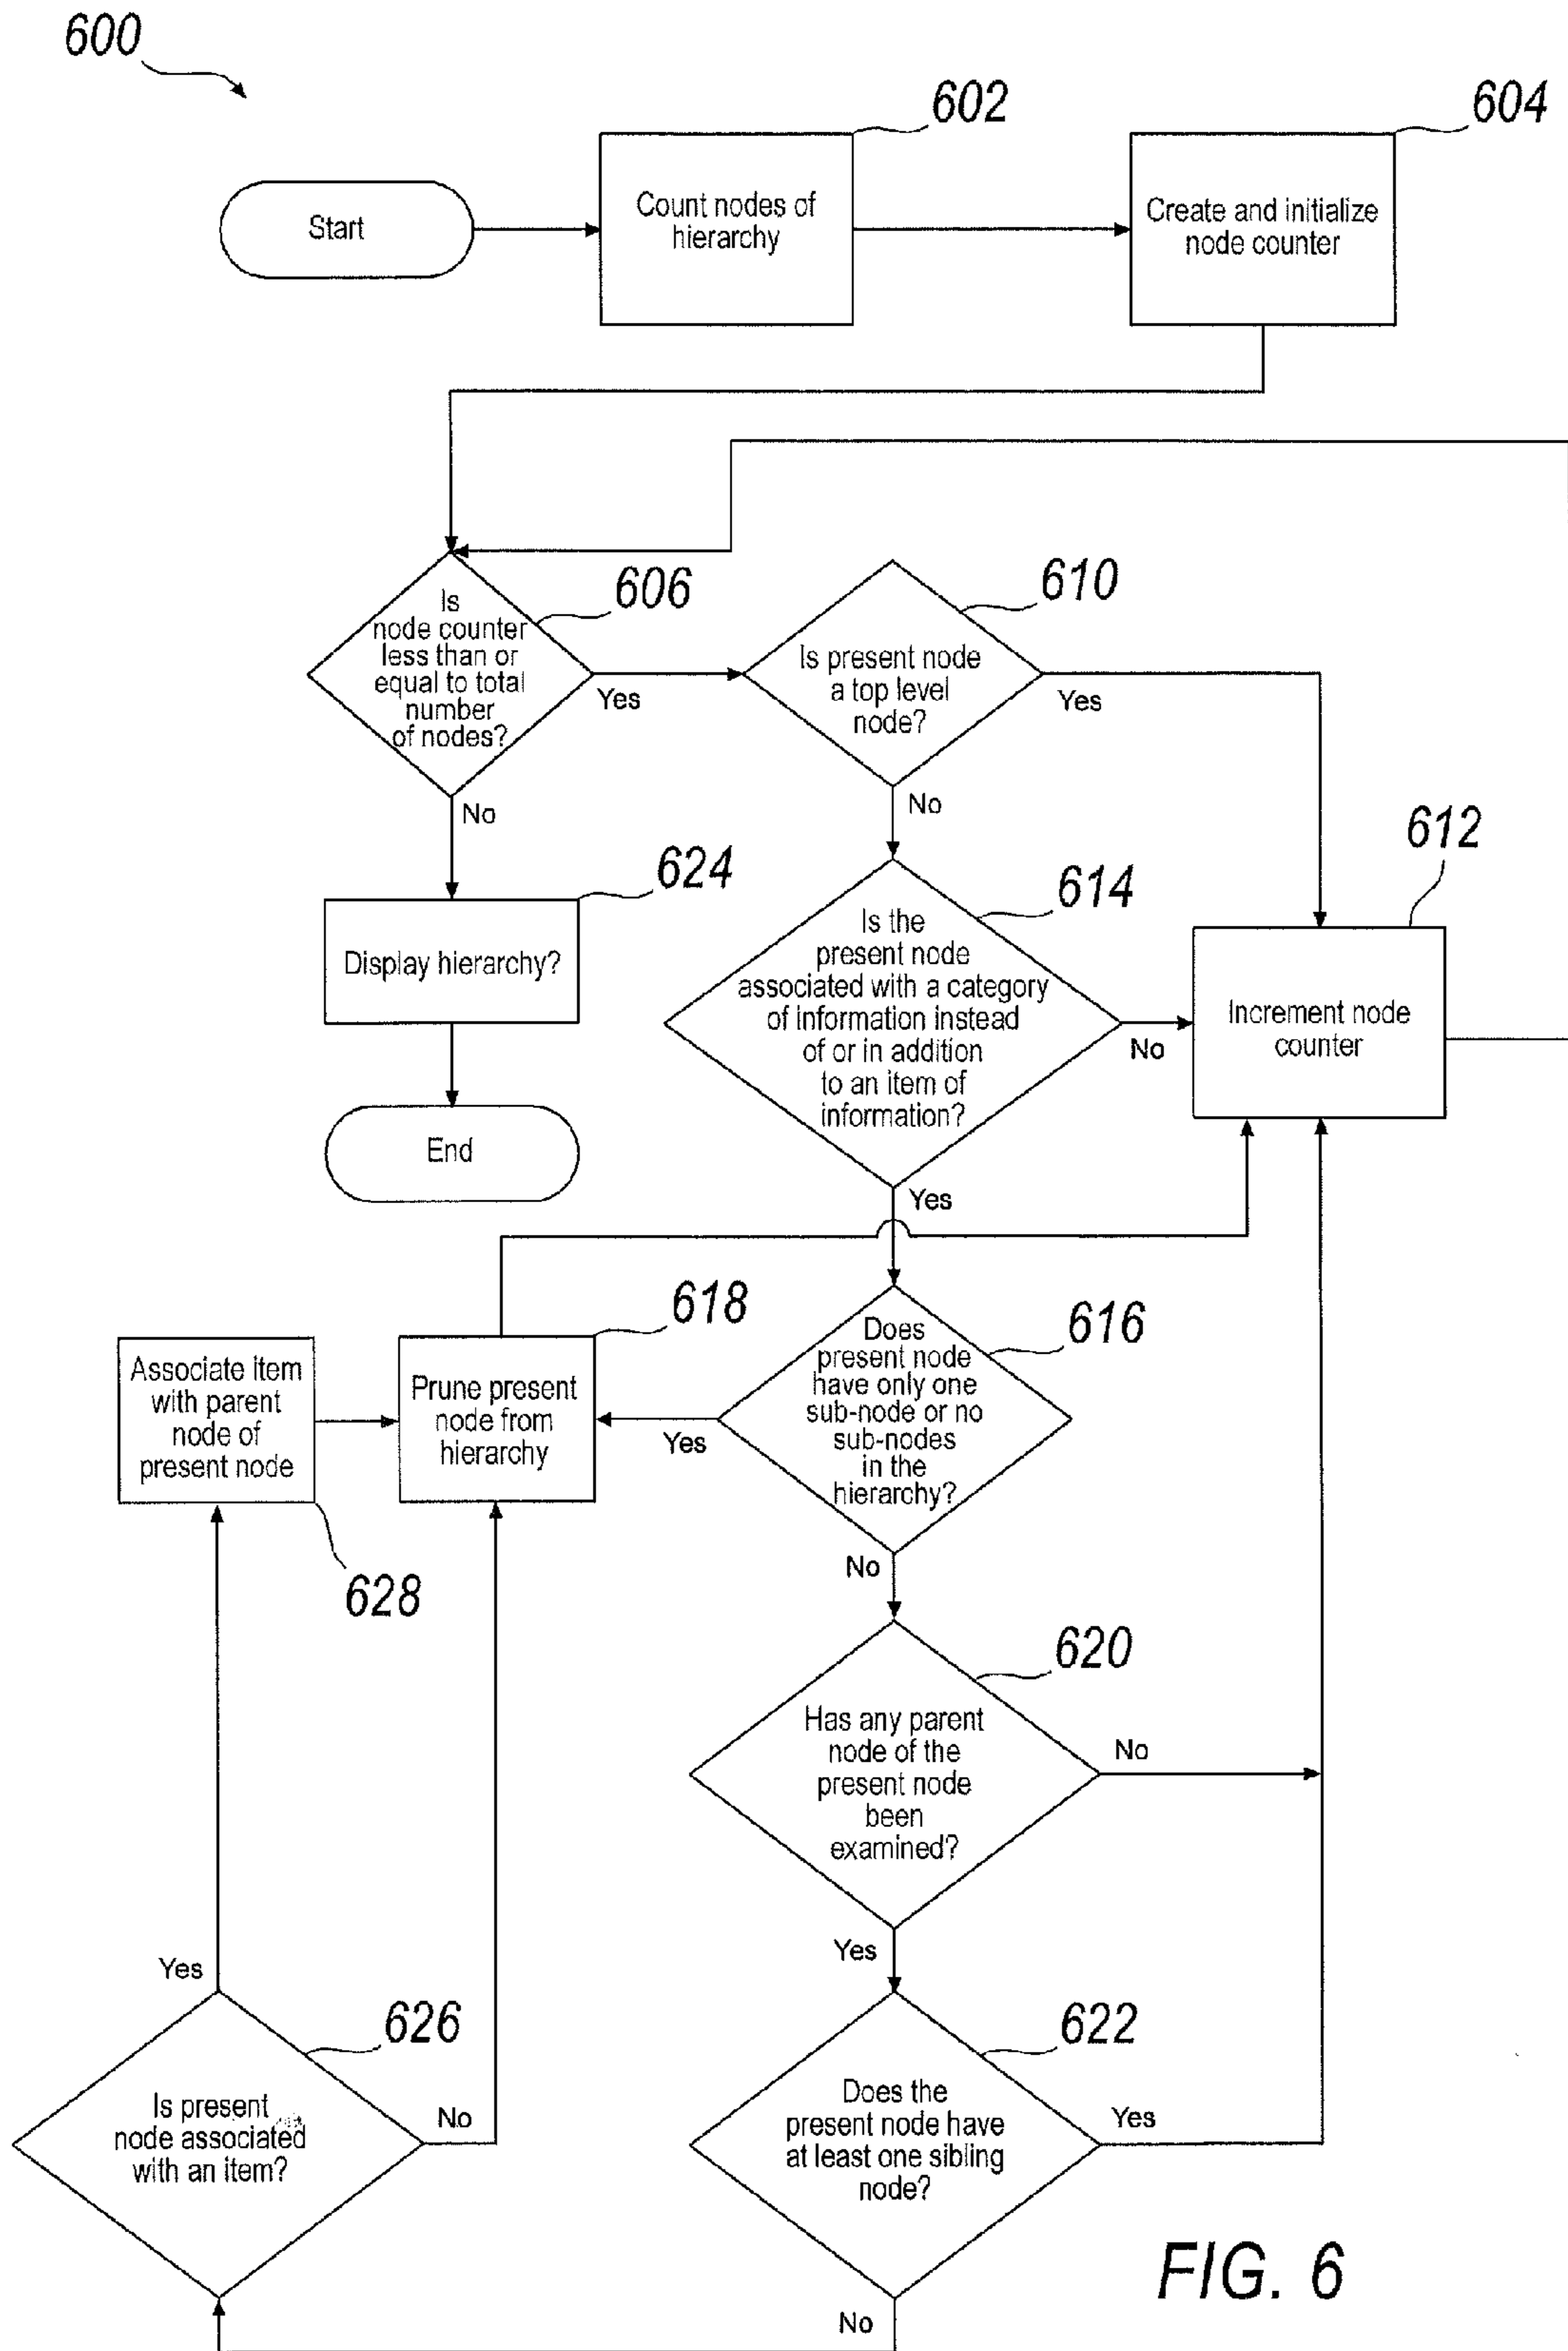 600
602
604
Start
Count nodes of
hierarchy
Create and initialize
node counter
606
610
Is
node counter
less than or
equal to total
number
of nodes?
Yes
Is present node
a top level
node?
Yes
No
No
612
624
614
Display hierarchy?
Is the
present node
associated with a category
of information instead
of or in addition
to an item of
information?
No
Increment node
counter
End
Yes
618
616
Associate item
with parent
node of
present node
Prune present
node from
hierarchy
Yes
Does
present node
have only one
sub-node or no
sub-nodes
in the
hierarchy?
628
No
620
Has any parent
node of the
present node
been
examined?
No
Yes
Yes
626
622
Is present
node associated
with an item?
No
Does the
present node have
at least one sibling
node?
Yes
No
FIG. 6